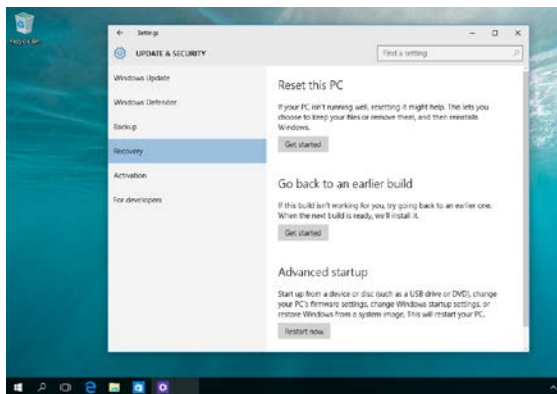 Settings
UPDATE & SECURITY
Find a setting
Windows Update
Windows Defender
Backup
Recovery
Activation
For developers
Reset this PC
If your PC isn't running well, resetting it might help. This lets you
choose to keep your files or remove them, and then reinstalls
Windows.
Get started
Go back to an earlier build
If this build isn't working for you, try going back to an earlier one.
When the next build is ready, we'll install it.
Get started
Advanced startup
Start up from a device or disc (such as a USB drive or DVD), change
your PC's firmware settings, change Windows startup settings, or
restore Windows from a system image. This will restart your PC.
Restart now